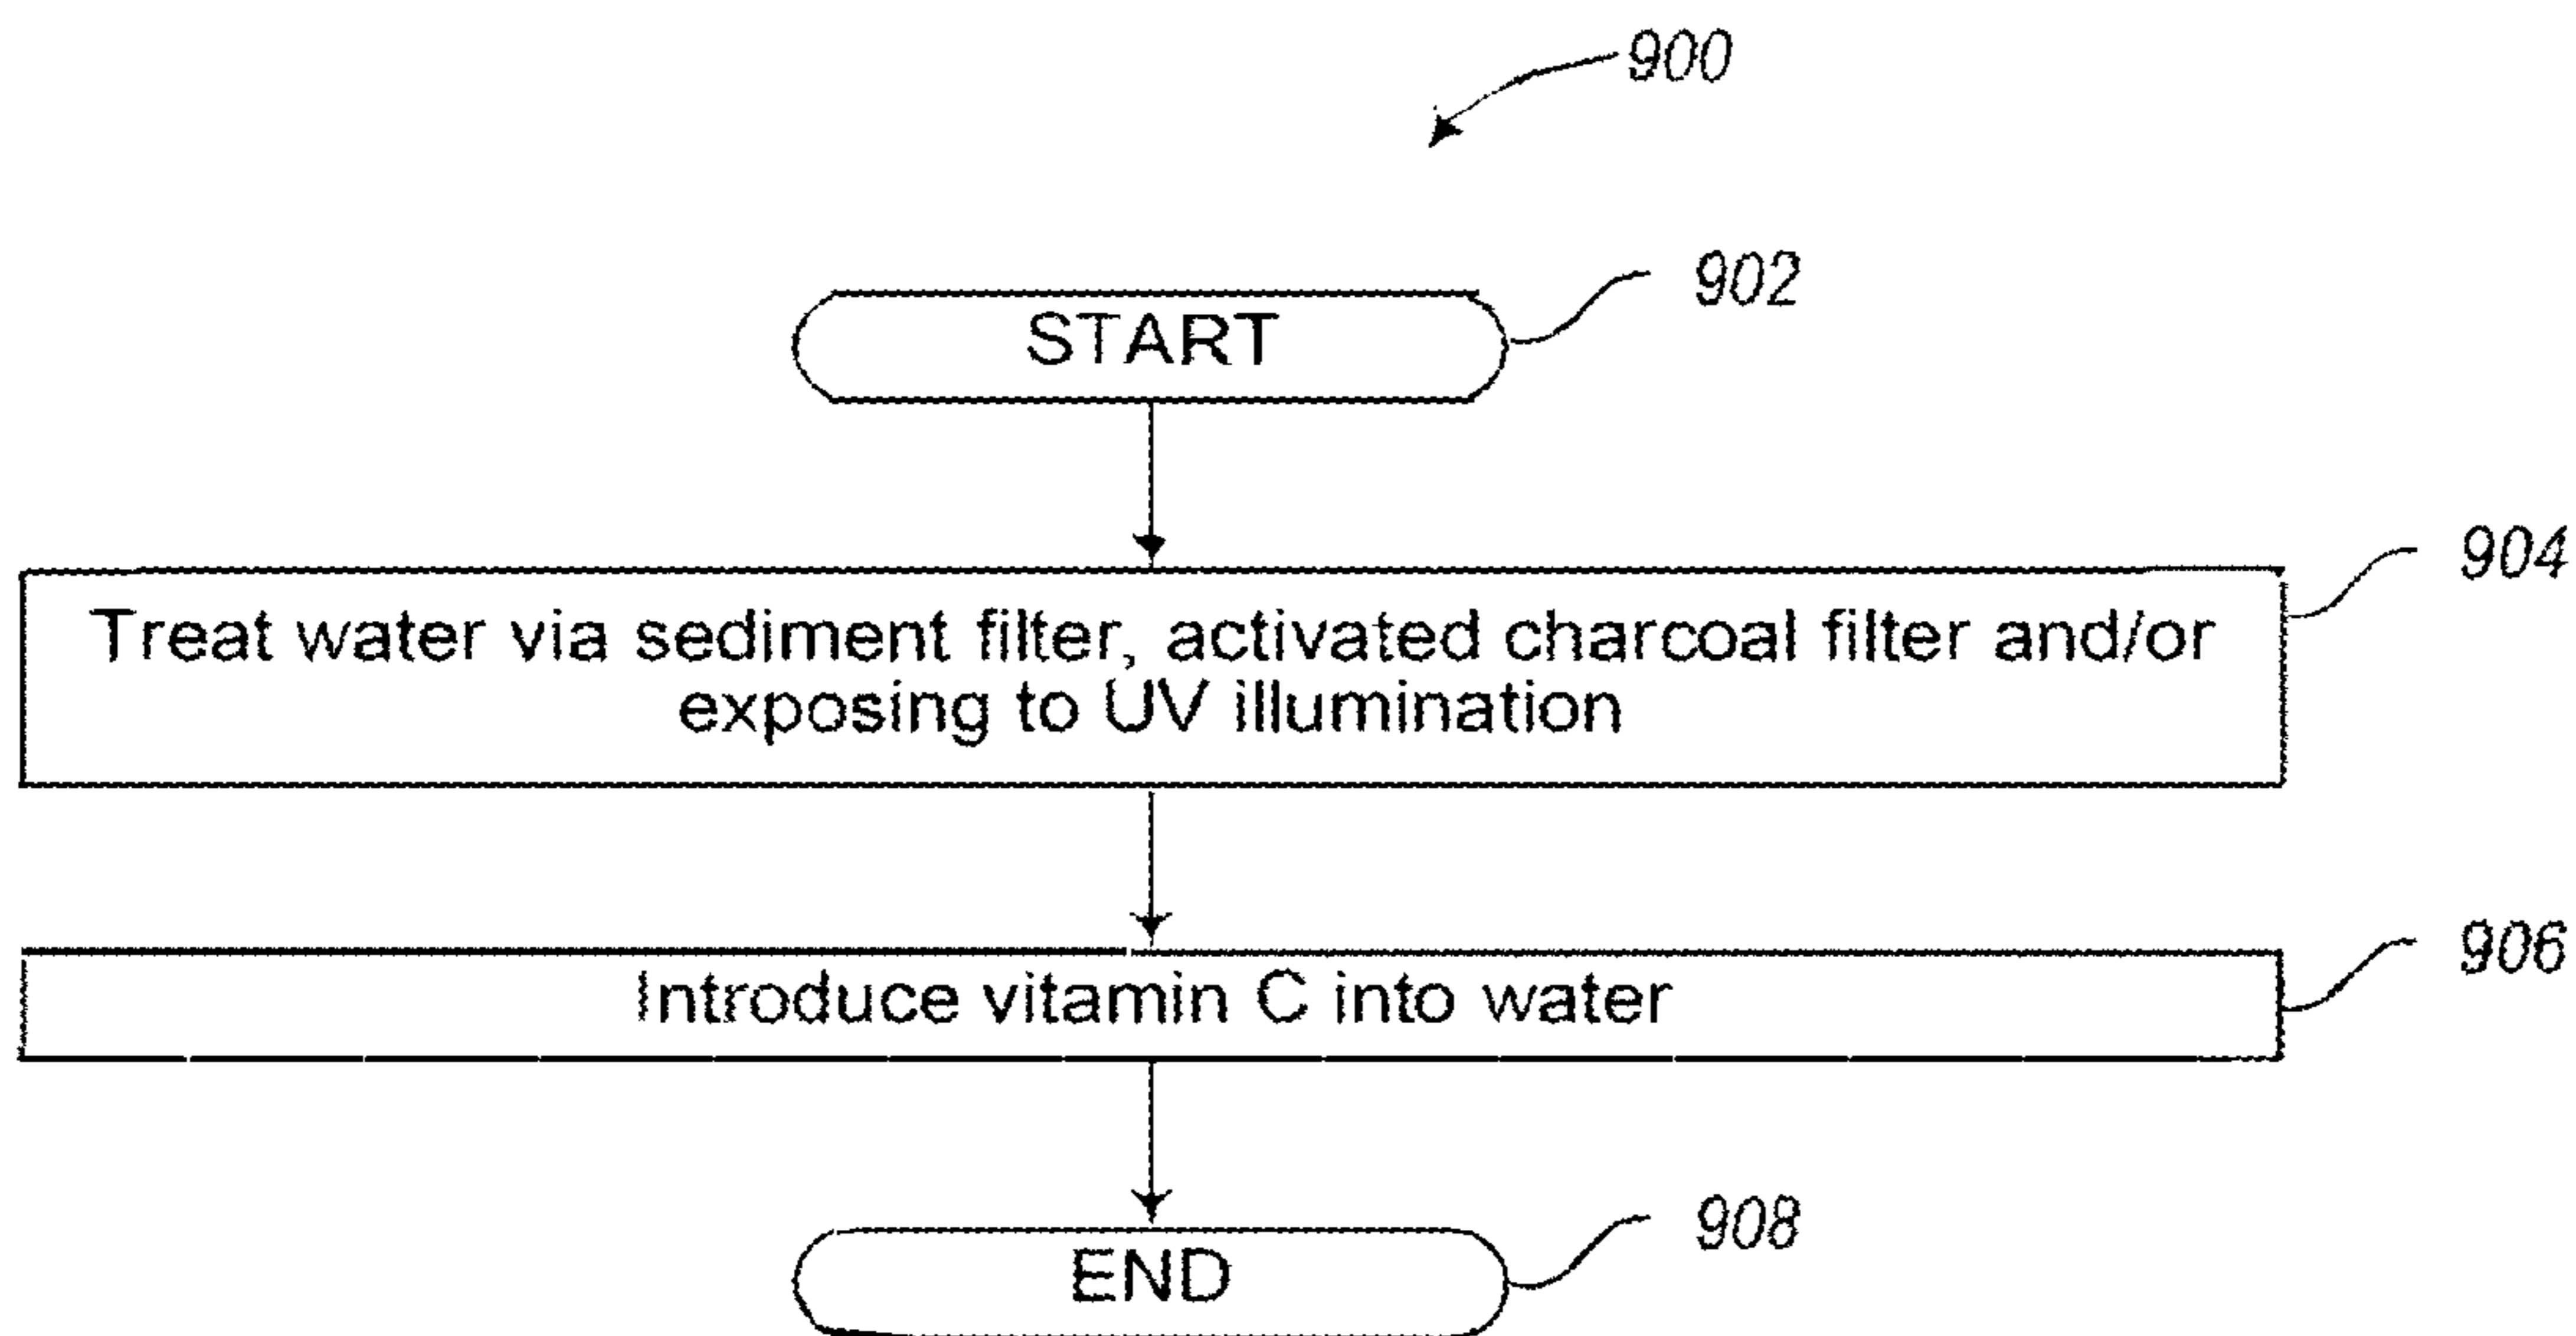 900
START
902
Treat water via sediment filter, activated charcoal filter and/or
exposing to UV illumination
904
Introduce vitamin C into water
906
END
908